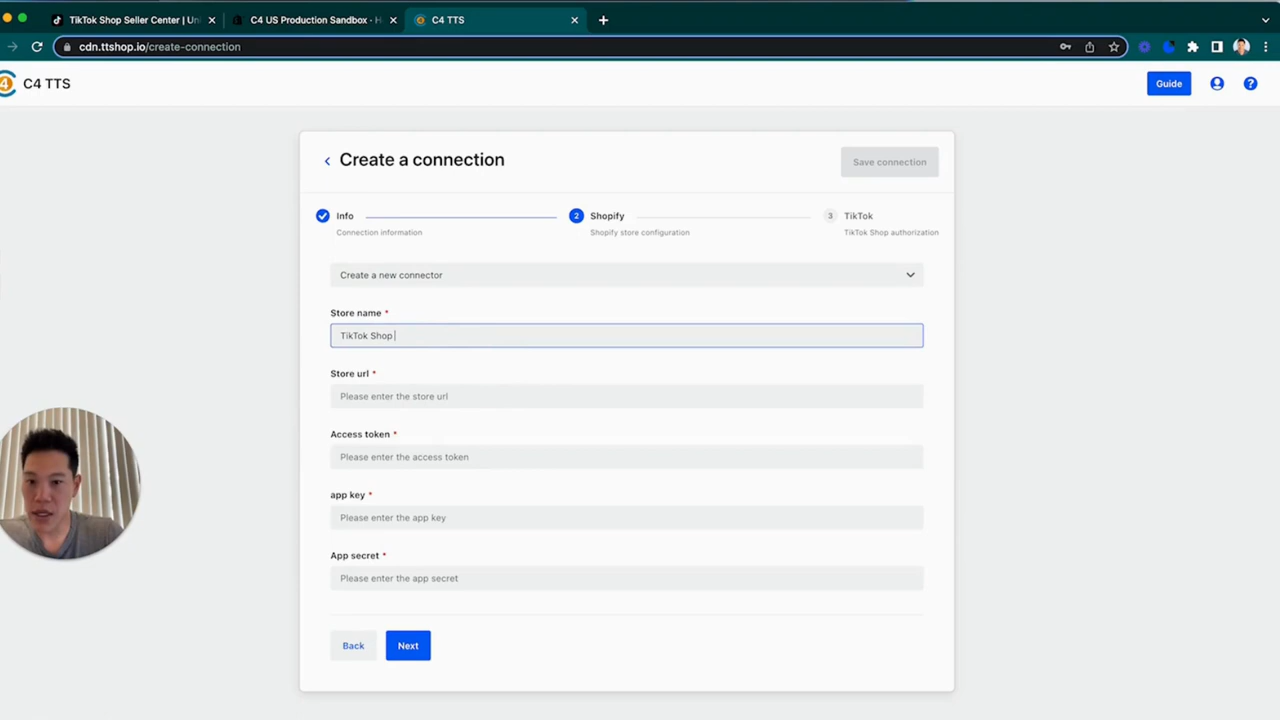 TikTok Shop Seller Center | Un
C4 US Production Sandbox · H
C4 TTS
cdn.ttshop.io/create-connection
4
C4 TTS
Guide
?
Create a connection
Save connection
Info
2
Shopify
3
TikTok
Connection information
Shopify store configuration
TikTok Shop authorization
Create a new connector
Store name *
TikTok Shop
Store url *
Please enter the store url
Access token *
Please enter the access token
app key *
Please enter the app key
App secret *
Please enter the app secret
Back
Next